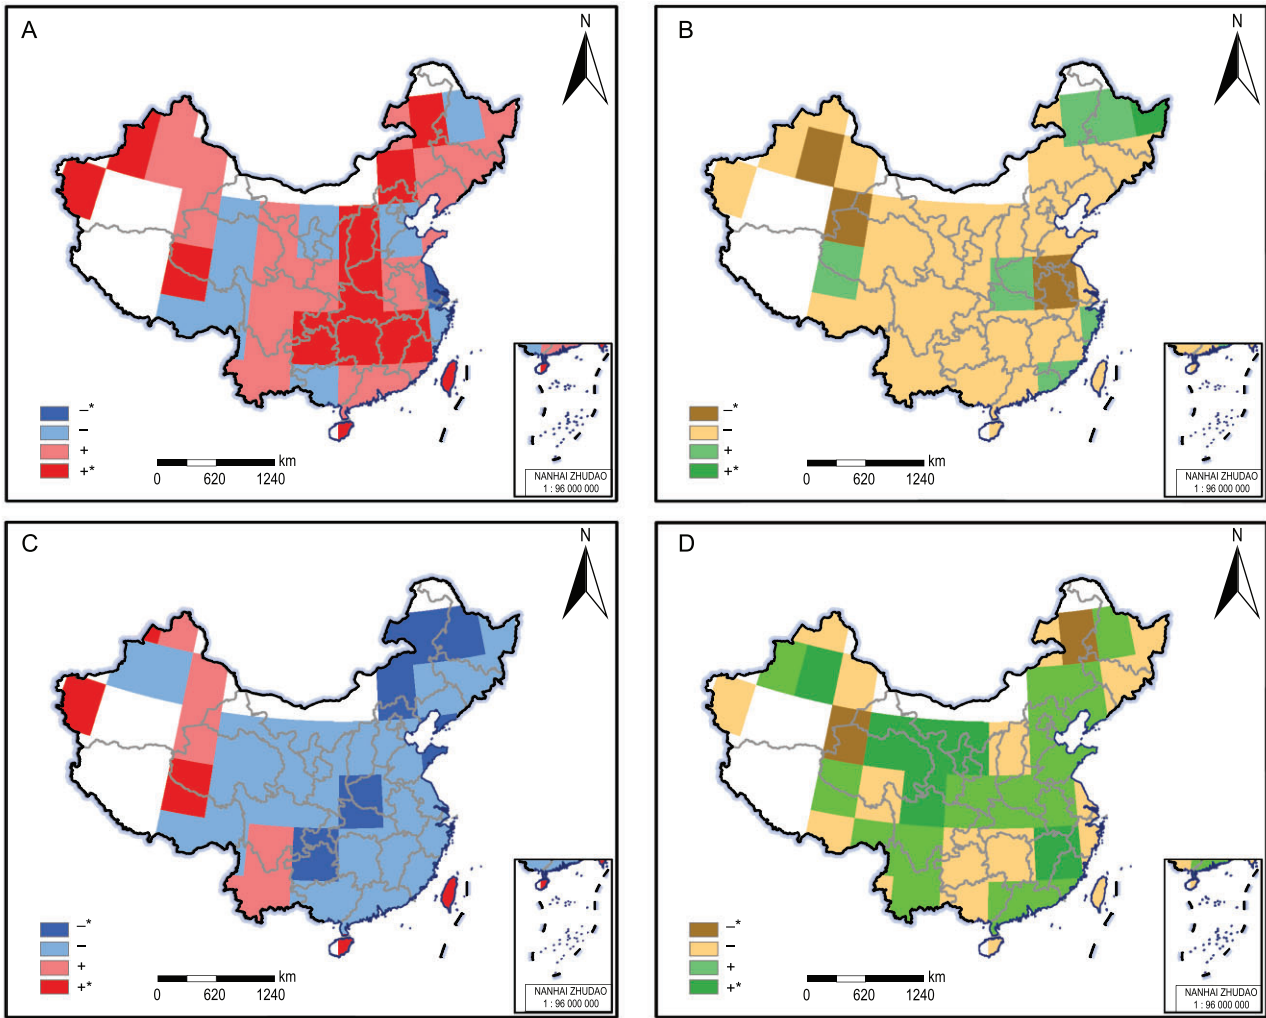 A
N
–*
–
+
+*
km
0 620 1240
NANHAI ZHUDAO
1 : 96 000 000
B
N
–*
–
+
+*
km
0 620 1240
NANHAI ZHUDAO
1 : 96 000 000
C
N
–*
–
+
+*
km
0 620 1240
NANHAI ZHUDAO
1 : 96 000 000
D
N
–*
–
+
+*
km
0 620 1240
NANHAI ZHUDAO
1 : 96 000 000